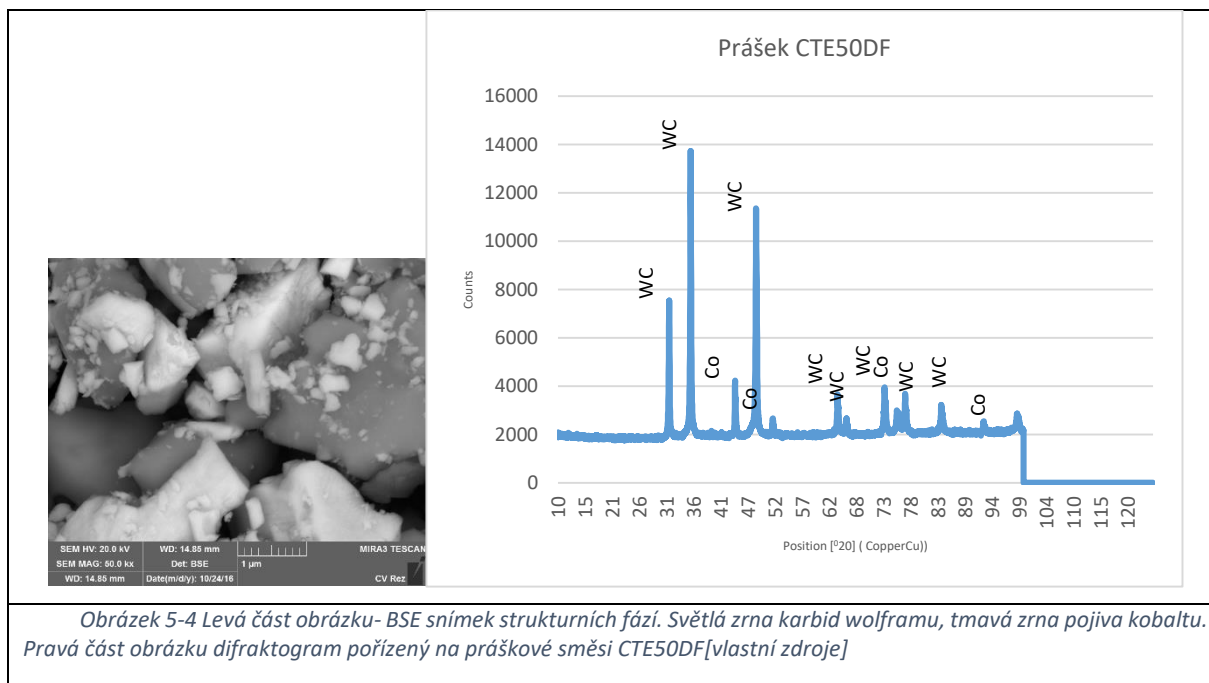 Prášek CTE50DF
16000
14000
12000
10000
8000
6000
4000
2000
0
Counts
WC
WC
Co
WC
Co
WC
WC
WC
Co
WC
WC
Co
10 16 21 26 31 36 42 47 52 57 62 68 73 78 83 89 94 99 104 110 115 120
Position [⁰20] ( CopperCu))
SEM HV: 20.0 kV WD: 14.85 mm MIRA3 TESCAN
SEM MAG: 50.0 kx Det: BSE 1 µm
WD: 14.85 mm Date(m/d/y): 10/24/16 CV Rez
Obrázek 5-4 Levá část obrázku- BSE snímek strukturních fází. Světlá zrna karbid wolframu, tmavá zrna pojiva kobaltu.
Pravá část obrázku difraktogram pořízený na práškové směsi CTE50DF[vlastní zdroje]